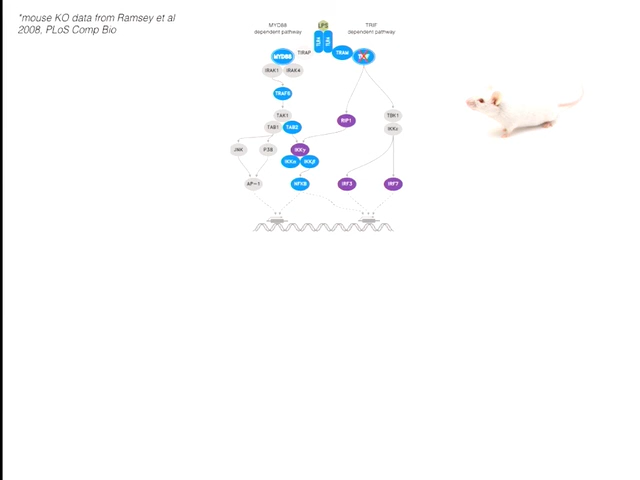 *mouse KO data from Ramsey et al
2008, PLoS Comp Bio
MYD88
dependent pathway
LPS
TRIF
dependent pathway
TLR4
TLR4
MYD88
TIRAP
TRAM
TRIF
IRAK1
IRAK4
TRAF6
TAK1
TAB1
TAB2
RIP1
TBK1
IKKε
JNK
P38
IKKγ
IKKα
IKKβ
AP-1
NFKB
IRF3
IRF7